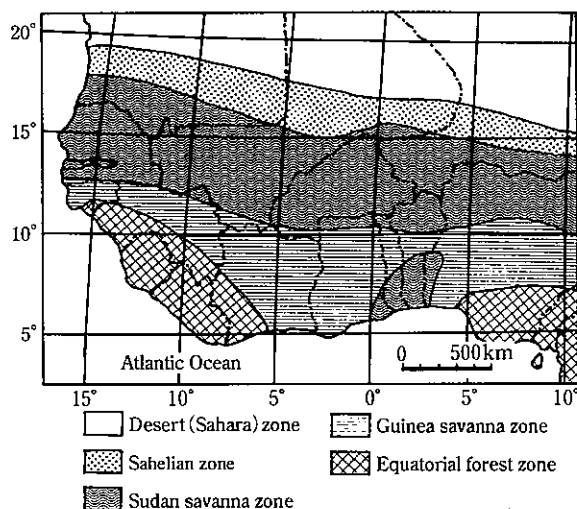 20°
15°
10°
5°
Atlantic Ocean
0 500km
15° 10° 5° 0° 5° 10°
Desert (Sahara) zone
Guinea savanna zone
Sahelian zone
Equatorial forest zone
Sudan savanna zone